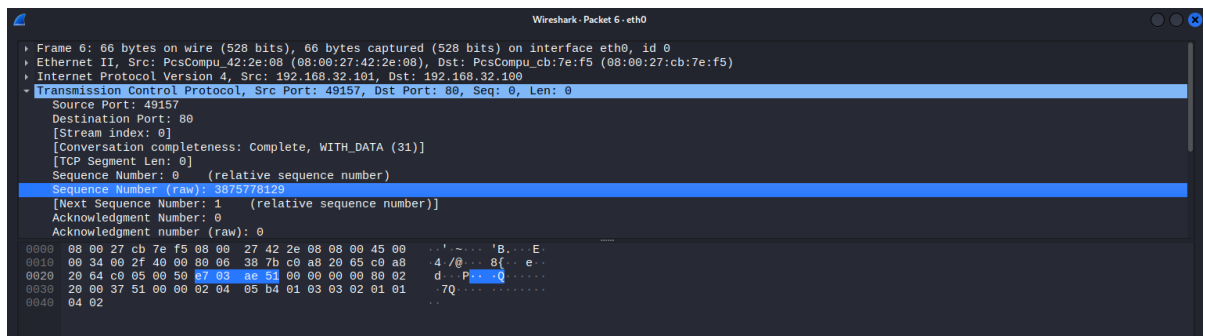 Wireshark · Packet 6 · eth0
Frame 6: 66 bytes on wire (528 bits), 66 bytes captured (528 bits) on interface eth0, id 0
Ethernet II, Src: PcsCompu_42:2e:08 (08:00:27:42:2e:08), Dst: PcsCompu_cb:7e:f5 (08:00:27:cb:7e:f5)
Internet Protocol Version 4, Src: 192.168.32.101, Dst: 192.168.32.100
Transmission Control Protocol, Src Port: 49157, Dst Port: 80, Seq: 0, Len: 0
Source Port: 49157
Destination Port: 80
[Stream index: 0]
[Conversation completeness: Complete, WITH_DATA (31)]
[TCP Segment Len: 0]
Sequence Number: 0    (relative sequence number)
Sequence Number (raw): 3875778129
[Next Sequence Number: 1    (relative sequence number)]
Acknowledgment Number: 0
Acknowledgment number (raw): 0
0000  08 00 27 cb 7e f5 08 00  27 42 2e 08 08 00 45 00   ··'·~··· 'B.···E·
0010  00 34 00 2f 40 00 80 06  38 7b c0 a8 20 65 c0 a8   ·4·/@··· 8{·· e··
0020  20 64 c0 05 00 50 e7 03  ae 51 00 00 00 00 80 02    d···P·· ·Q······
0030  20 00 37 51 00 00 02 04  05 b4 01 03 03 02 01 01    ·7Q···· ········
0040  04 02                                              ··